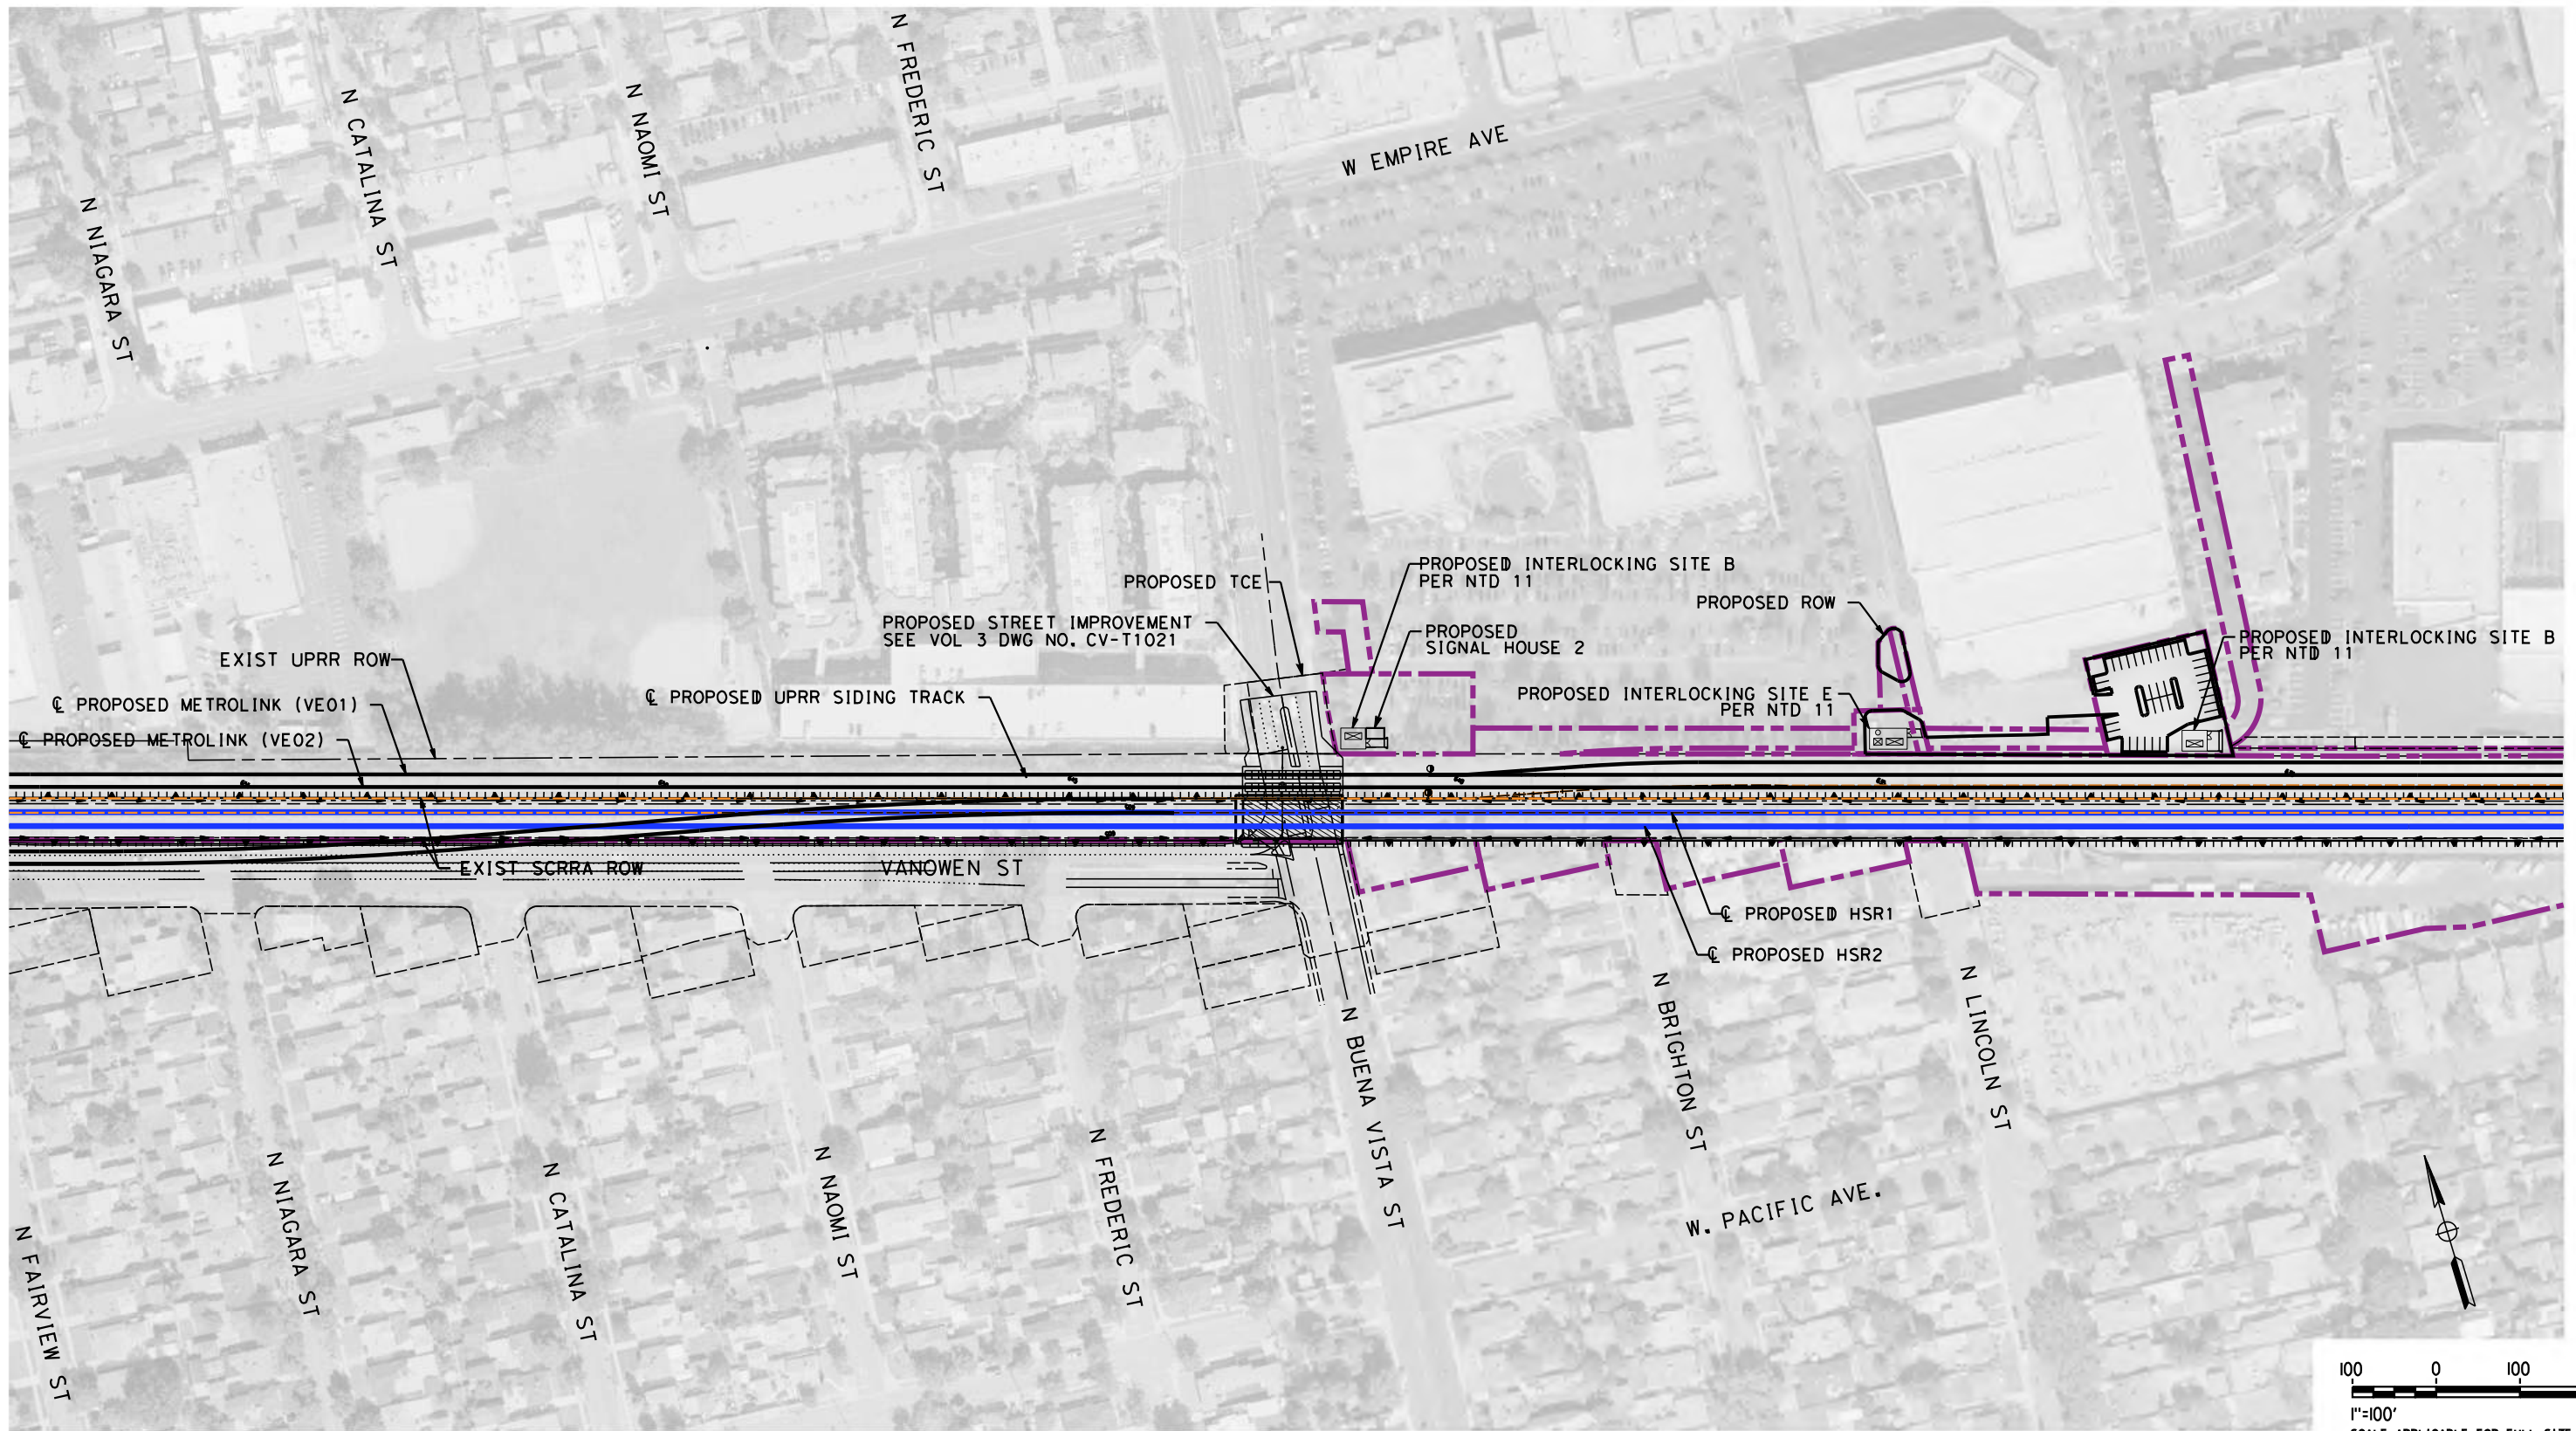 N FREDERIC ST
N NAOMI ST
N CATALINA ST
N NIAGARA ST
W EMPIRE AVE
PROPOSED INTERLOCKING SITE B
PER NTD 11
PROPOSED TCE
PROPOSED ROW
PROPOSED STREET IMPROVEMENT
SEE VOL 3 DWG NO. CV-T1021
PROPOSED
SIGNAL HOUSE 2
PROPOSED INTERLOCKING SITE B
PER NTD 11
EXIST UPRR ROW
℄ PROPOSED UPRR SIDING TRACK
PROPOSED INTERLOCKING SITE E
PER NTD 11
℄ PROPOSED METROLINK (VE01)
℄ PROPOSED METROLINK (VE02)
EXIST SCRRA ROW
VANOWEN ST
℄ PROPOSED HSR1
℄ PROPOSED HSR2
N BUENA VISTA ST
N BRIGHTON ST
N LINCOLN ST
N FREDERIC ST
N NAOMI ST
N CATALINA ST
N NIAGARA ST
N FAIRVIEW ST
W. PACIFIC AVE.
100 0 100
1"=100'